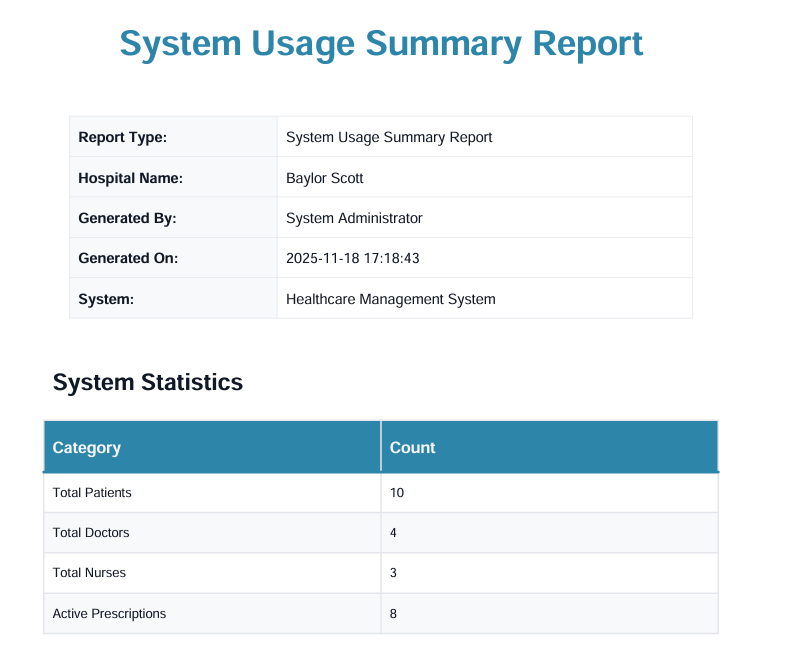 System Usage Summary Report
Report Type: System Usage Summary Report
Hospital Name: Baylor Scott
Generated By: System Administrator
Generated On: 2025-11-18 17:18:43
System: Healthcare Management System
System Statistics
Category Count
Total Patients 10
Total Doctors 4
Total Nurses 3
Active Prescriptions 8